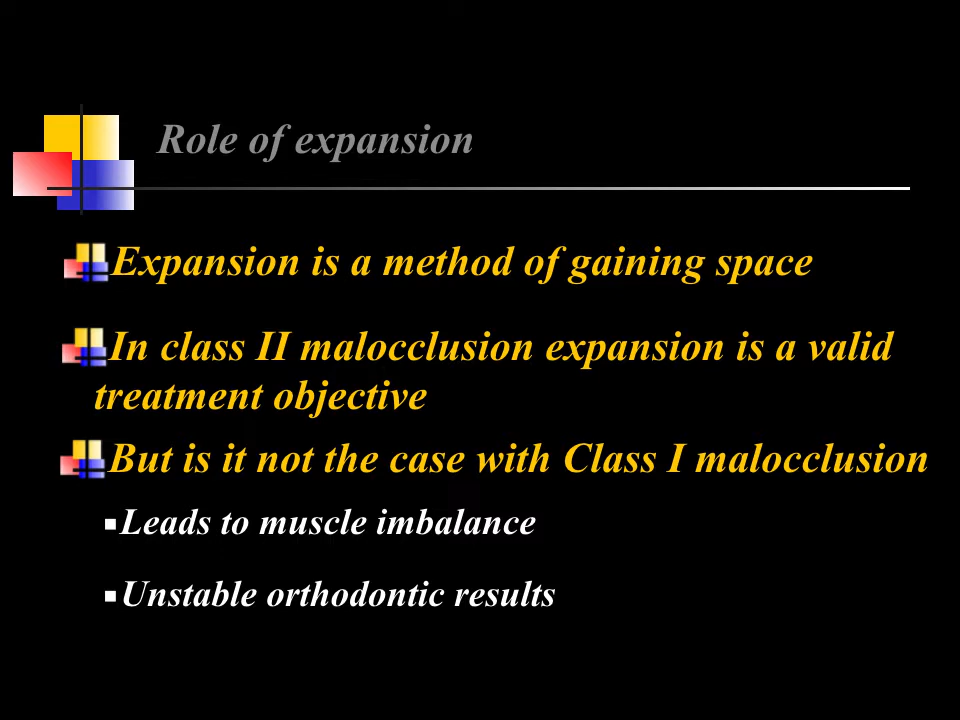 Role of expansion
Expansion is a method of gaining space
In class II malocclusion expansion is a valid
treatment objective
But is it not the case with Class I malocclusion
Leads to muscle imbalance
Unstable orthodontic results